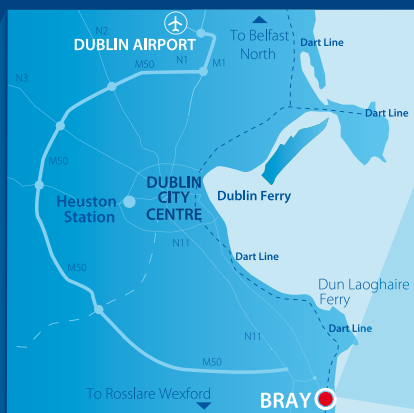 N2
DUBLIN AIRPORT
To Belfast
North
Dart Line
N3
M50
N1
M1
Dart Line
M50
DUBLIN
CITY
CENTRE
Heuston
Station
Dublin Ferry
N11
Dart Line
M50
Dun Laoghaire
Ferry
Dart Line
N11
M50
To Rosslare Wexford
BRAY